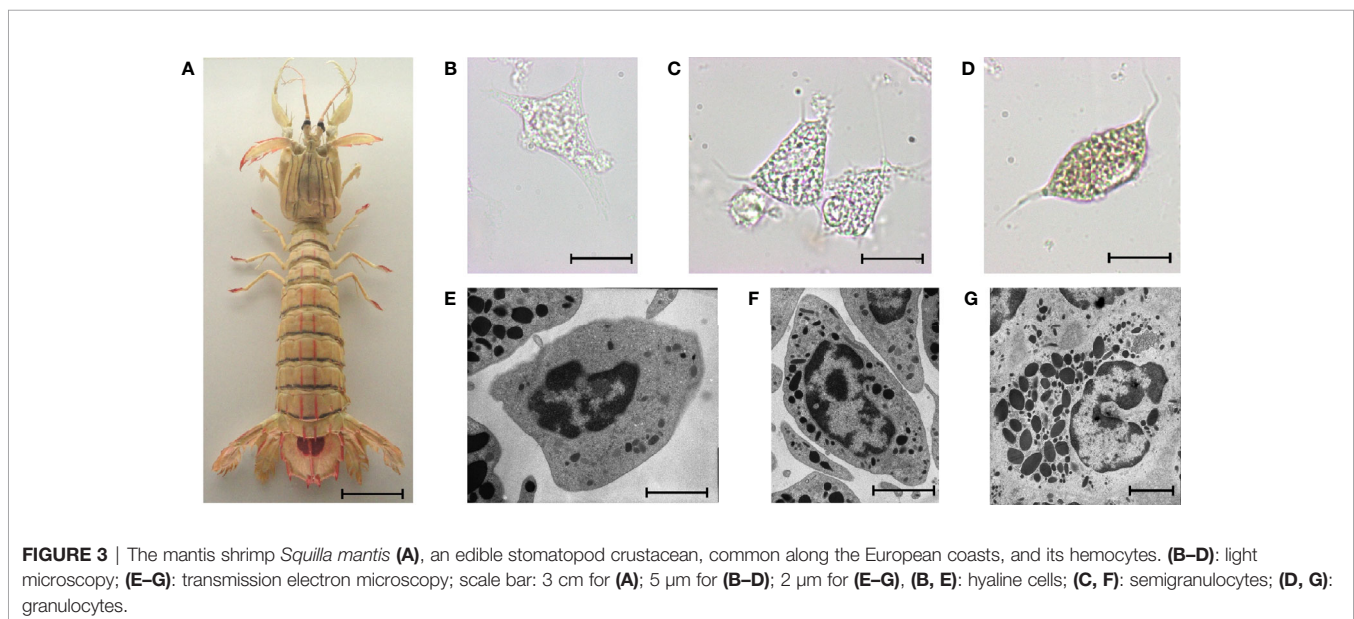 A
B
C
D
E
F
G
FIGURE 3 | The mantis shrimp Squilla mantis (A), an edible stomatopod crustacean, common along the European coasts, and its hemocytes. (B–D): light
microscopy; (E–G): transmission electron microscopy; scale bar: 3 cm for (A); 5 µm for (B–D); 2 µm for (E–G), (B, E): hyaline cells; (C, F): semigranulocytes; (D, G):
granulocytes.